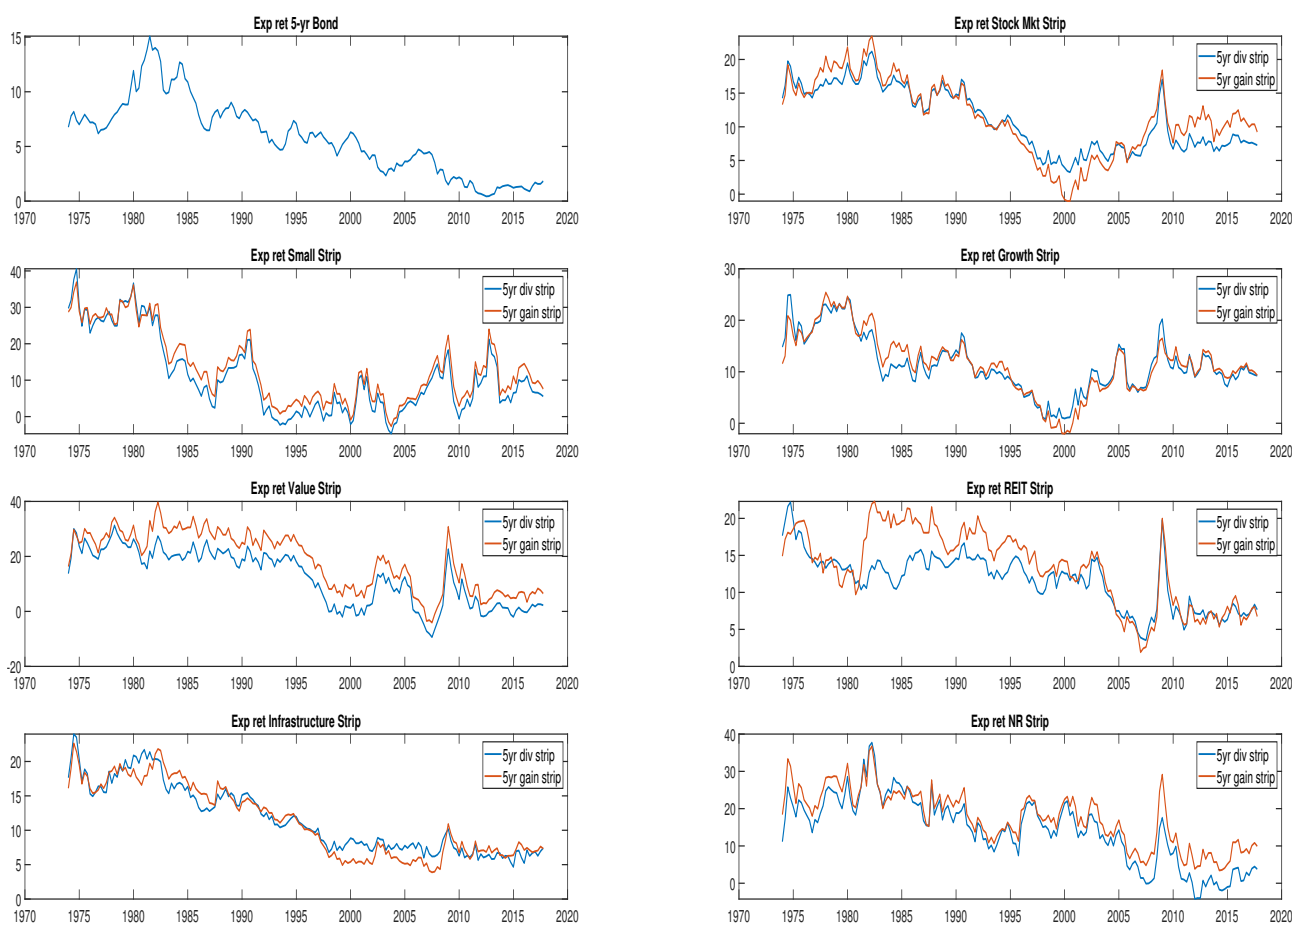 Exp ret 5-yr Bond
15
10
5
0
1970 1975 1980 1985 1990 1995 2000 2005 2010 2015 2020
Exp ret Stock Mkt Strip
20
15
10
5
0
5yr div strip
5yr gain strip
1970 1975 1980 1985 1990 1995 2000 2005 2010 2015 2020
Exp ret Small Strip
40
30
20
10
0
5yr div strip
5yr gain strip
1970 1975 1980 1985 1990 1995 2000 2005 2010 2015 2020
Exp ret Growth Strip
30
20
10
0
5yr div strip
5yr gain strip
1970 1975 1980 1985 1990 1995 2000 2005 2010 2015 2020
Exp ret Value Strip
40
20
0
-20
5yr div strip
5yr gain strip
1970 1975 1980 1985 1990 1995 2000 2005 2010 2015 2020
Exp ret REIT Strip
20
15
10
5
0
5yr div strip
5yr gain strip
1970 1975 1980 1985 1990 1995 2000 2005 2010 2015 2020
Exp ret Infrastructure Strip
20
15
10
5
0
5yr div strip
5yr gain strip
1970 1975 1980 1985 1990 1995 2000 2005 2010 2015 2020
Exp ret NR Strip
40
30
20
10
0
5yr div strip
5yr gain strip
1970 1975 1980 1985 1990 1995 2000 2005 2010 2015 2020